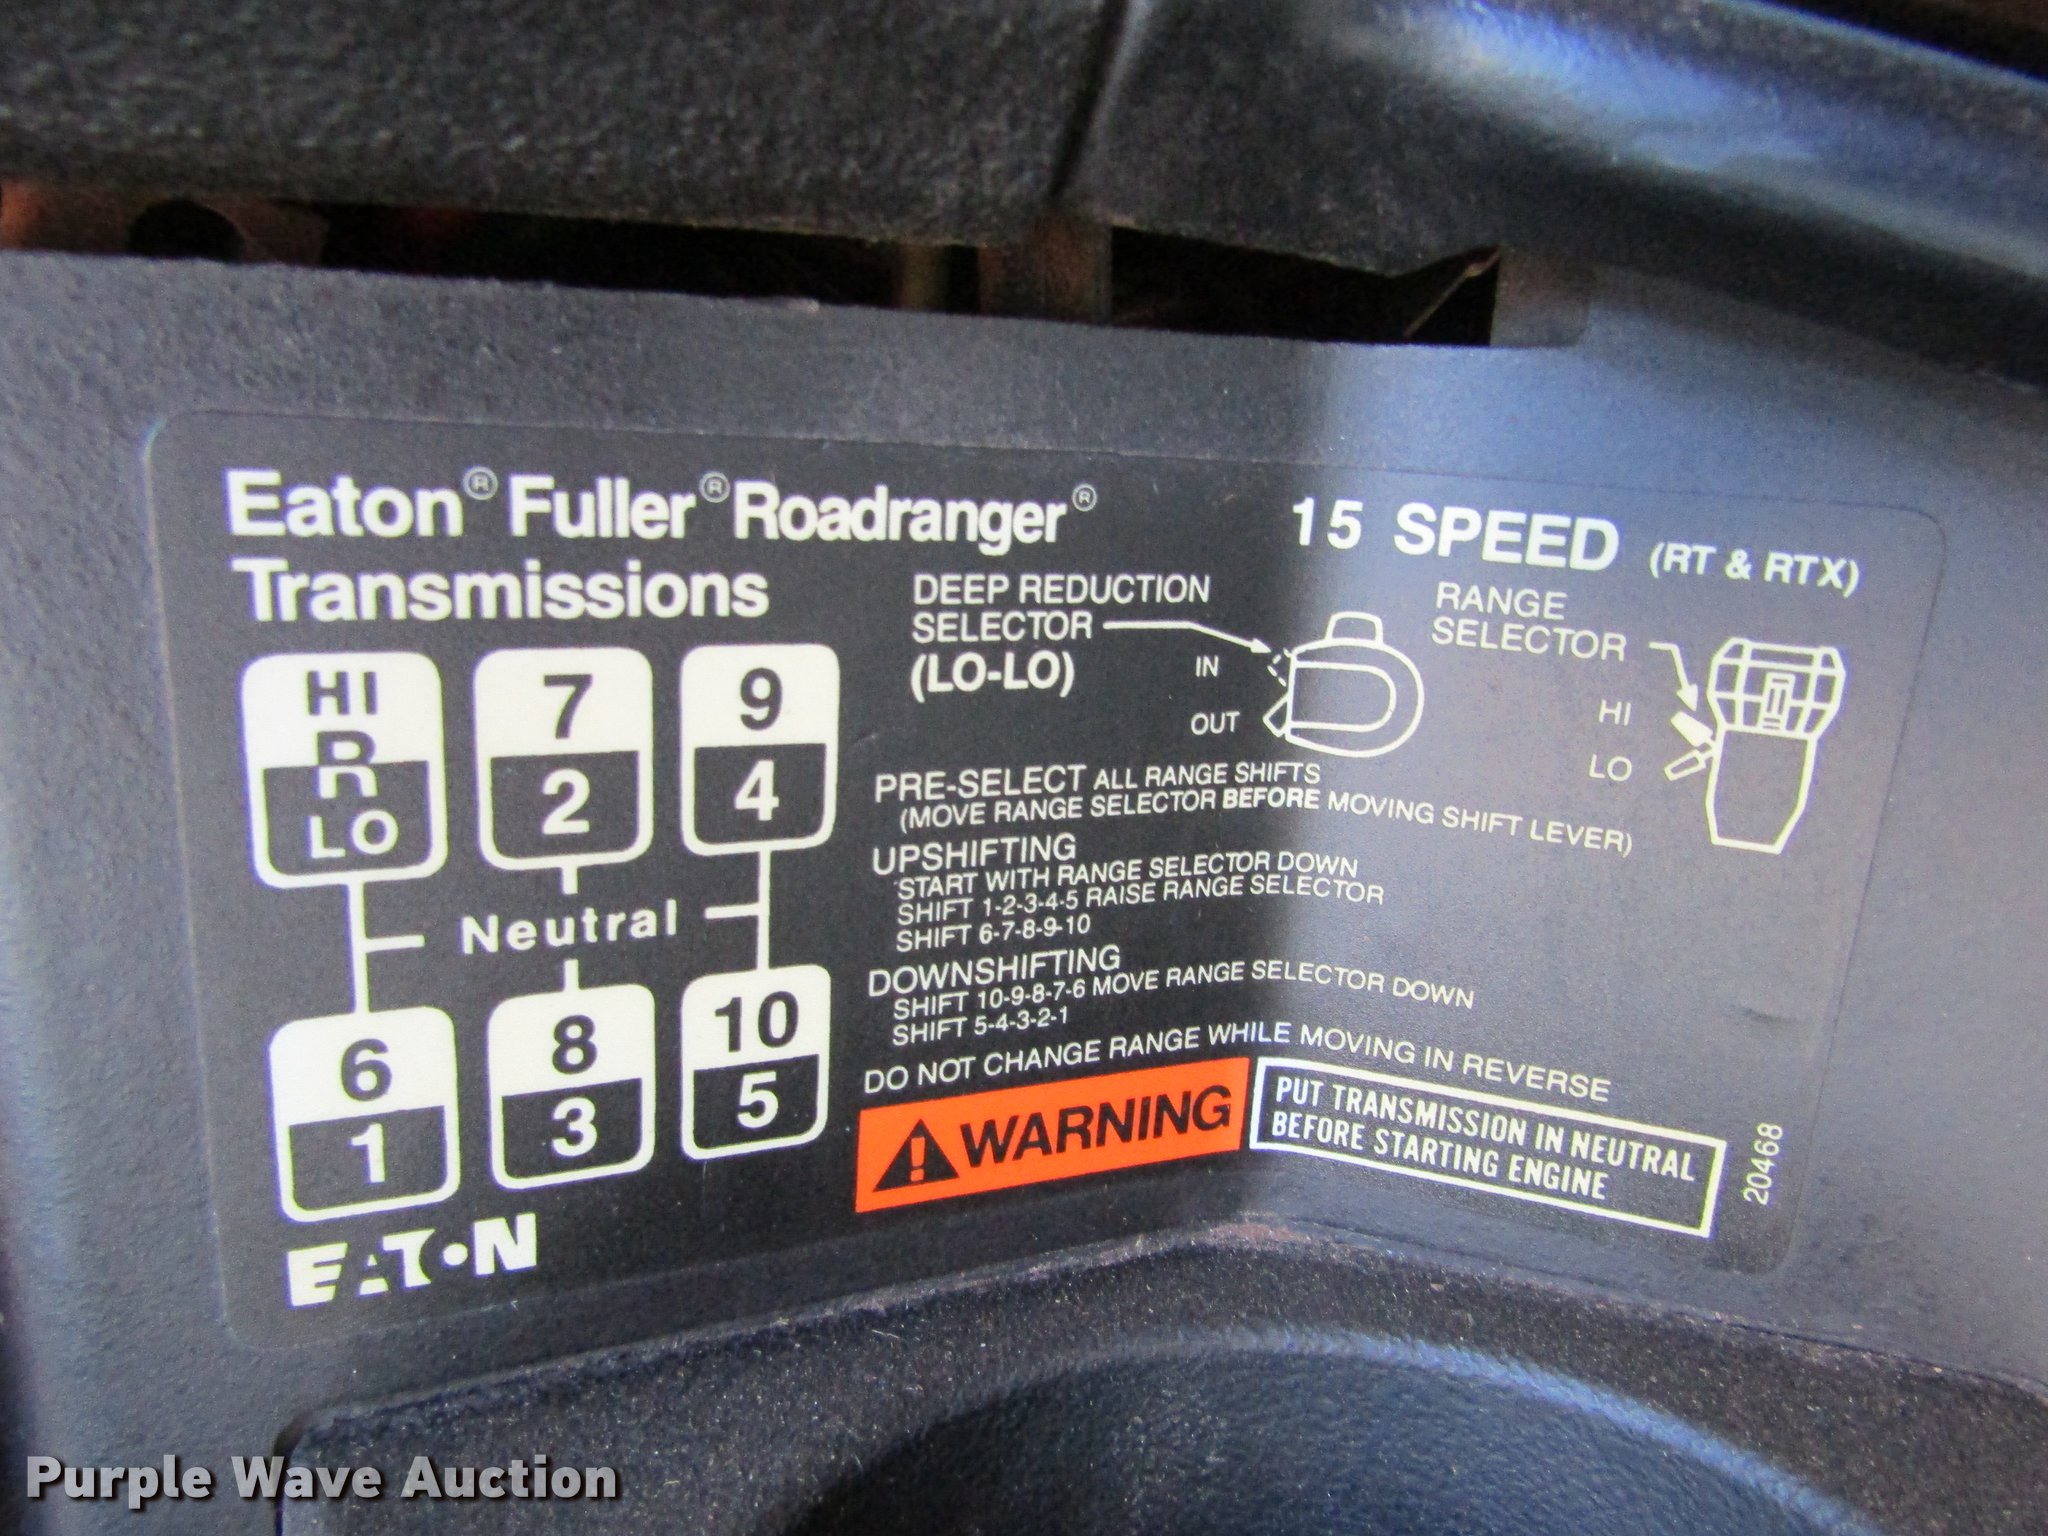 Eaton® Fuller® Roadranger®
Transmissions
15 SPEED (RT & RTX)
DEEP REDUCTION
SELECTOR
(LO-LO)
IN
OUT
RANGE
SELECTOR
HI
LO
HI
R
LO
7
2
9
4
Neutral
6
1
8
3
10
5
PRE-SELECT ALL RANGE SHIFTS
(MOVE RANGE SELECTOR BEFORE MOVING SHIFT LEVER)
UPSHIFTING
START WITH RANGE SELECTOR DOWN
SHIFT 1-2-3-4-5 RAISE RANGE SELECTOR
SHIFT 6-7-8-9-10
DOWNSHIFTING
SHIFT 10-9-8-7-6 MOVE RANGE SELECTOR DOWN
SHIFT 5-4-3-2-1
DO NOT CHANGE RANGE WHILE MOVING IN REVERSE
WARNING
PUT TRANSMISSION IN NEUTRAL
BEFORE STARTING ENGINE
20468
EATON
Purple Wave Auction